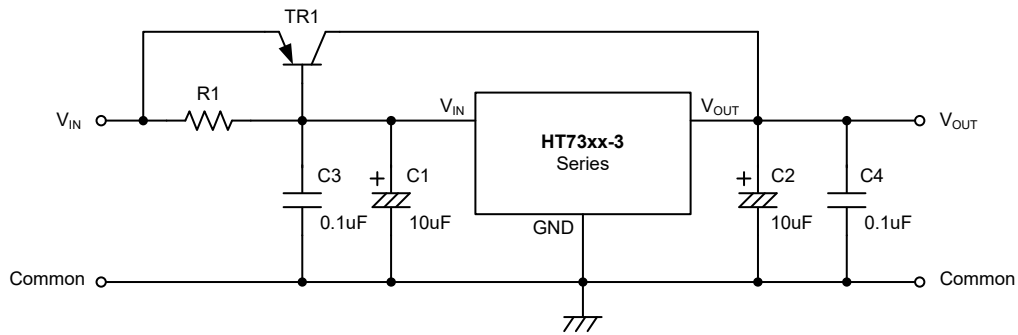 TR1
R1
V_IN
V_IN
V_OUT
V_OUT
HT73xx-3
Series
C3
C1
C2
C4
+
+
0.1uF
10uF
10uF
0.1uF
GND
Common
Common